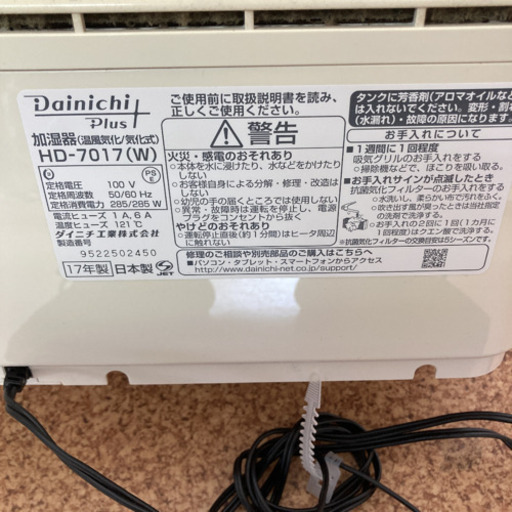 Dainichi
Plus
加湿器(温風気化/気化式)
HD-7017(W)
定格電圧 100 V
定格周波数 50/60 Hz
定格消費電力 285/285 W
電流ヒューズ 1A,6A
温度ヒューズ 121℃
ダイニチ工業株式会社
製造番号
9522502450
17年製 日本製
JET
PS
E
ご使用前に取扱説明書を読み、
正しくご使用ください。
警告
火災・感電のおそれあり
本体を水に浸けたり、水などをかけたり
しない
お客様自身による分解・修理・改造は
しない
幼児の手の届くところで使わない
異常・故障時は運転を停止し、電源
プラグをコンセントから抜く
やけどのおそれあり
運転停止直後(約1分間)はヒータ周辺
に触れない
修理のご相談や別売部品のご購入はこちらへ
■パソコン・タブレット・スマートフォンからアクセス
http://www.dainichi-net.co.jp/support/
タンクに芳香剤(アロマオイルなど
は入れないでください。変形・割れ
(水漏れ)・故障の原因になります。
お手入れについて
■1週間に1回程度
吸気グリルのお手入れをする
掃除機などで、ほこりを吸い取る。
■お手入れサインが点滅したとき
抗菌気化フィルターのお手入れをする
水洗いし、柔らかい布で汚れをふく。
お手入れの2回に1回(1カ月に
1回程度)はクエン酸で洗浄する。
※抗菌気化フィルターの交換目安は5シーズンです。